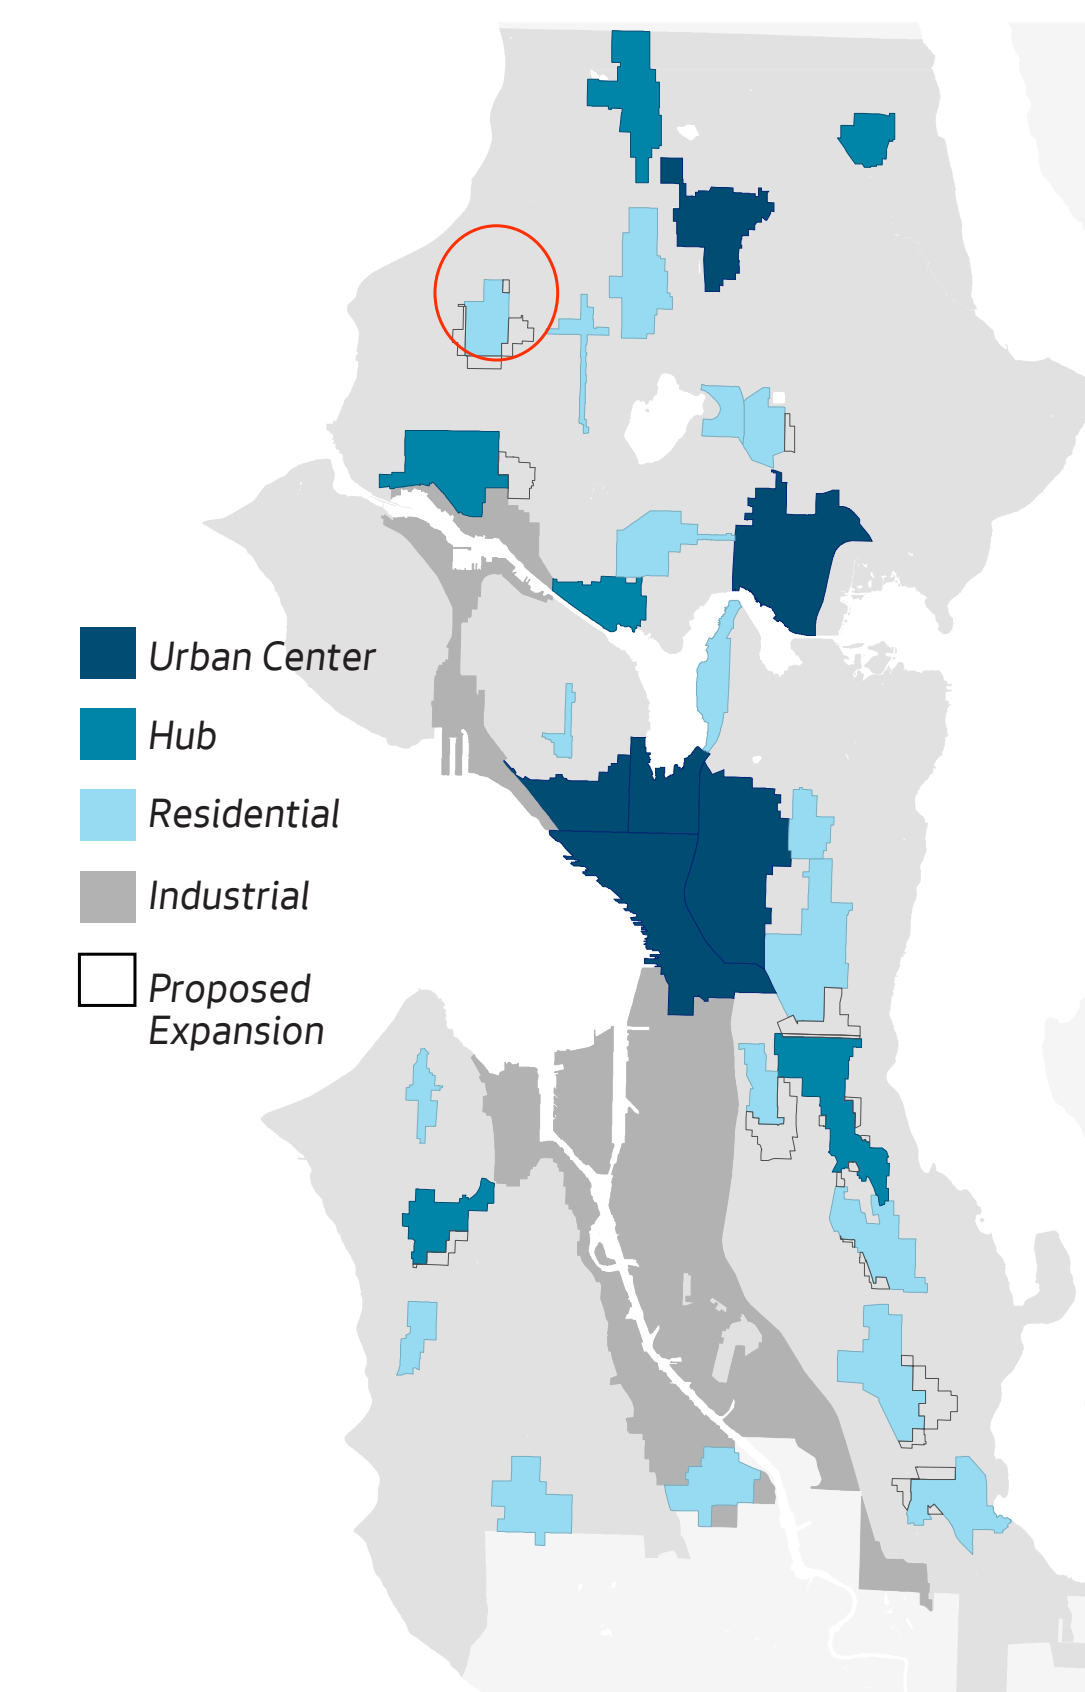 Urban Center
Hub
Residential
Industrial
Proposed
Expansion